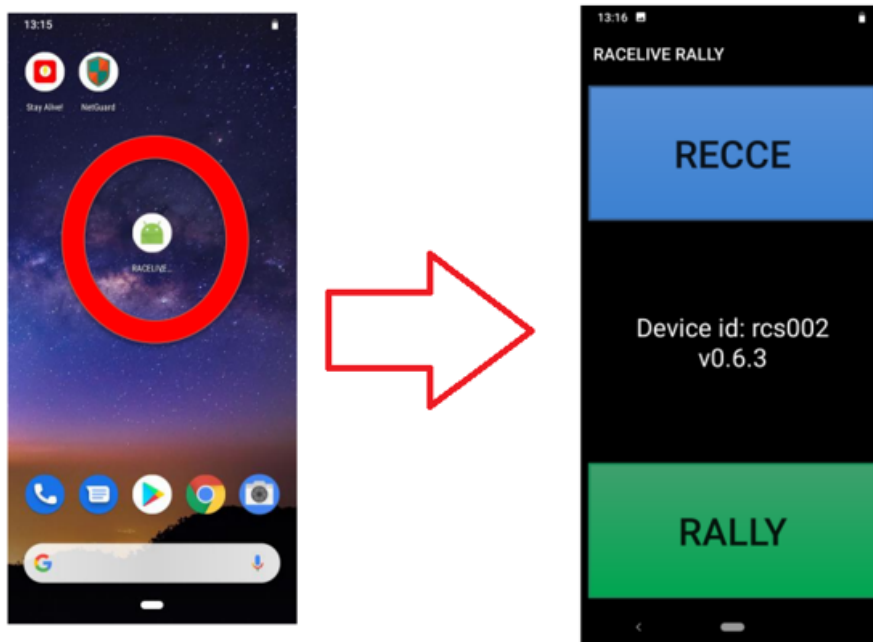 13:15
Stay Alive!
NetGuard
RACELIVE...
G
13:16
RACELIVE RALLY
RECCE
Device id: rcs002
v0.6.3
RALLY